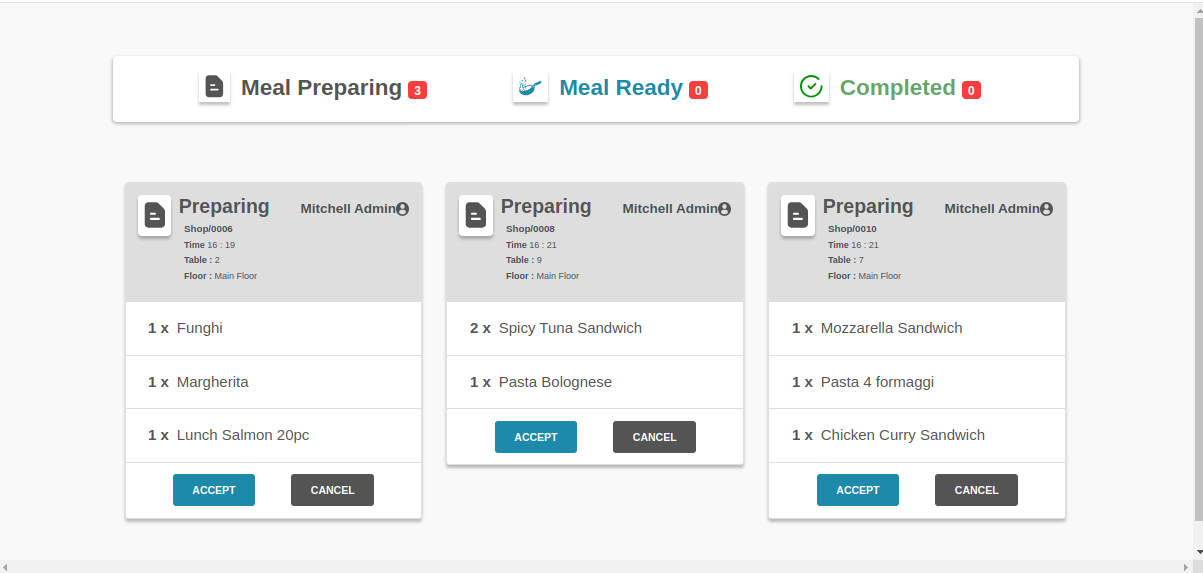 Meal Preparing 3
Meal Ready 0
Completed 0
Preparing
Mitchell Admin
Shop/0006
Time 16 : 19
Table : 2
Floor : Main Floor
1 x Funghi
1 x Margherita
1 x Lunch Salmon 20pc
ACCEPT
CANCEL
Preparing
Mitchell Admin
Shop/0008
Time 16 : 21
Table : 9
Floor : Main Floor
2 x Spicy Tuna Sandwich
1 x Pasta Bolognese
ACCEPT
CANCEL
Preparing
Mitchell Admin
Shop/0010
Time 16 : 21
Table : 7
Floor : Main Floor
1 x Mozzarella Sandwich
1 x Pasta 4 formaggi
1 x Chicken Curry Sandwich
ACCEPT
CANCEL